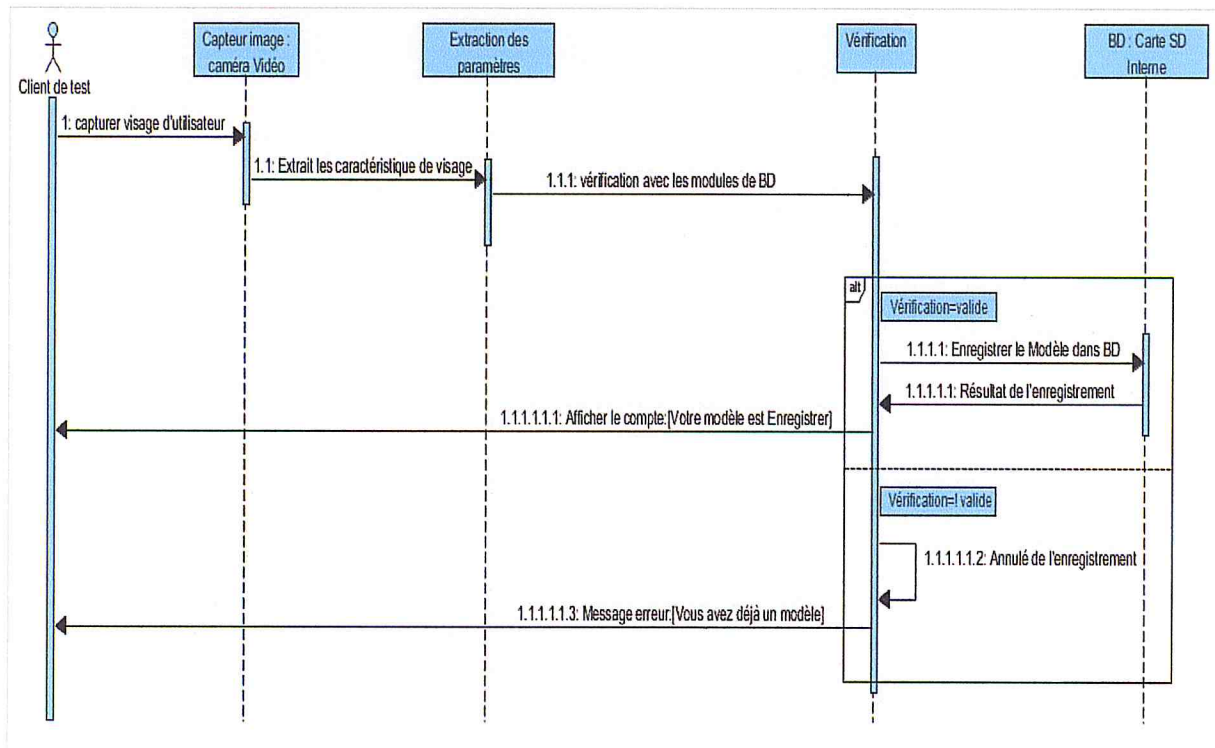 Capteur image :
caméra Vidéo
Extraction des
paramètres
Vérification
BD : Carte SD
Interne
Client de test
1: capturer visage d'utilisateur
1.1: Extrait les caractéristique de visage
1.1.1: vérification avec les modules de BD
alt
Vérification=valide
1.1.1.1: Enregistrer le Modèle dans BD
1.1.1.1.1: Résultat de l'enregistrement
1.1.1.1.1.1: Afficher le compte:[Votre modèle est Enregistrer]
Vérification=! valide
1.1.1.1.1.2: Annulé de l'enregistrement
1.1.1.1.1.3: Message erreur:[Vous avez déjà un modèle]